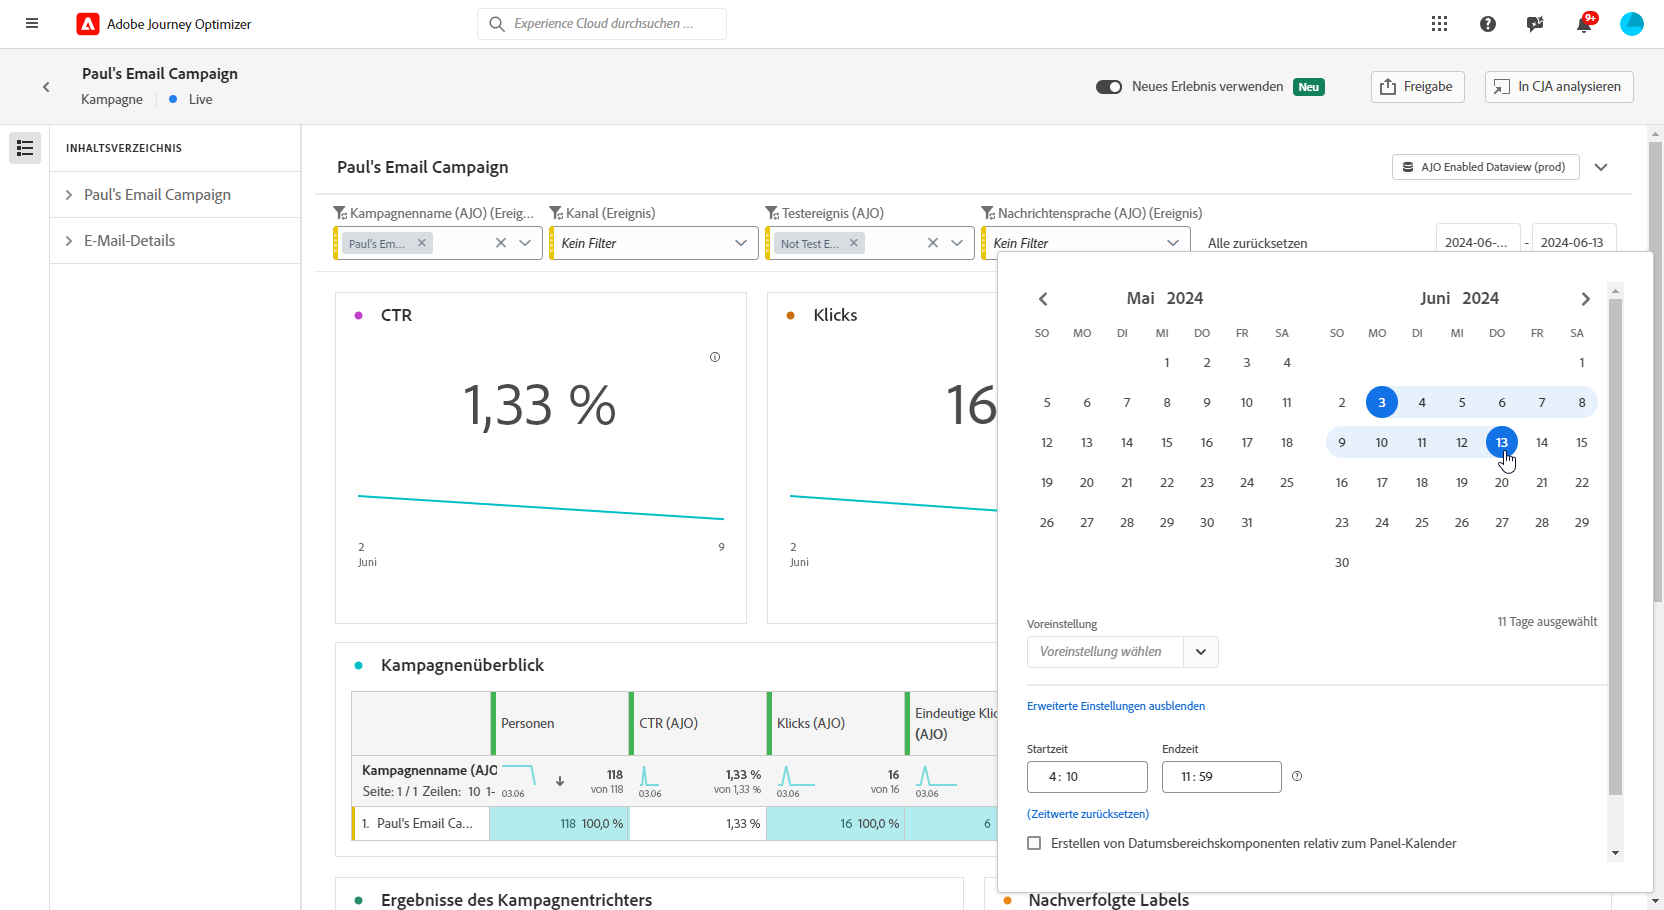 Adobe Journey Optimizer
Experience Cloud durchsuchen ...
9+
Paul's Email Campaign
Kampagne
Live
Neues Erlebnis verwenden
Neu
Freigabe
In CJA analysieren
INHALTSVERZEICHNIS
Paul's Email Campaign
E-Mail-Details
Paul's Email Campaign
AJO Enabled Dataview (prod)
Kampagnenname (AJO) (Ereig...
Kanal (Ereignis)
Testereignis (AJO)
Nachrichtensprache (AJO) (Ereignis)
Paul's Em...
Kein Filter
Not Test E...
Kein Filter
Alle zurücksetzen
2024-06-... - 2024-06-13
CTR
1,33 %
2
Juni
9
Klicks
16
2
Juni
Mai 2024
SO MO DI MI DO FR SA
1 2 3 4
5 6 7 8 9 10 11
12 13 14 15 16 17 18
19 20 21 22 23 24 25
26 27 28 29 30 31
Juni 2024
SO MO DI MI DO FR SA
1
2 3 4 5 6 7 8
9 10 11 12 13 14 15
16 17 18 19 20 21 22
23 24 25 26 27 28 29
30
11 Tage ausgewählt
Voreinstellung
Voreinstellung wählen
Erweiterte Einstellungen ausblenden
Startzeit
Endzeit
4: 10
11: 59
(Zeitwerte zurücksetzen)
Erstellen von Datumsbereichskomponenten relativ zum Panel-Kalender
Kampagnenüberblick
Personen
CTR (AJO)
Klicks (AJO)
Eindeutige Klic
(AJO)
Kampagnenname (AJO
Seite: 1 / 1 Zeilen: 10 1-
03.06
118
von 118
03.06
1,33 %
von 1,33 %
03.06
16
von 16
03.06
1. Paul's Email Ca...
118 100,0 %
1,33 %
16 100,0 %
6
Ergebnisse des Kampagnentrichters
Nachverfolgte Labels